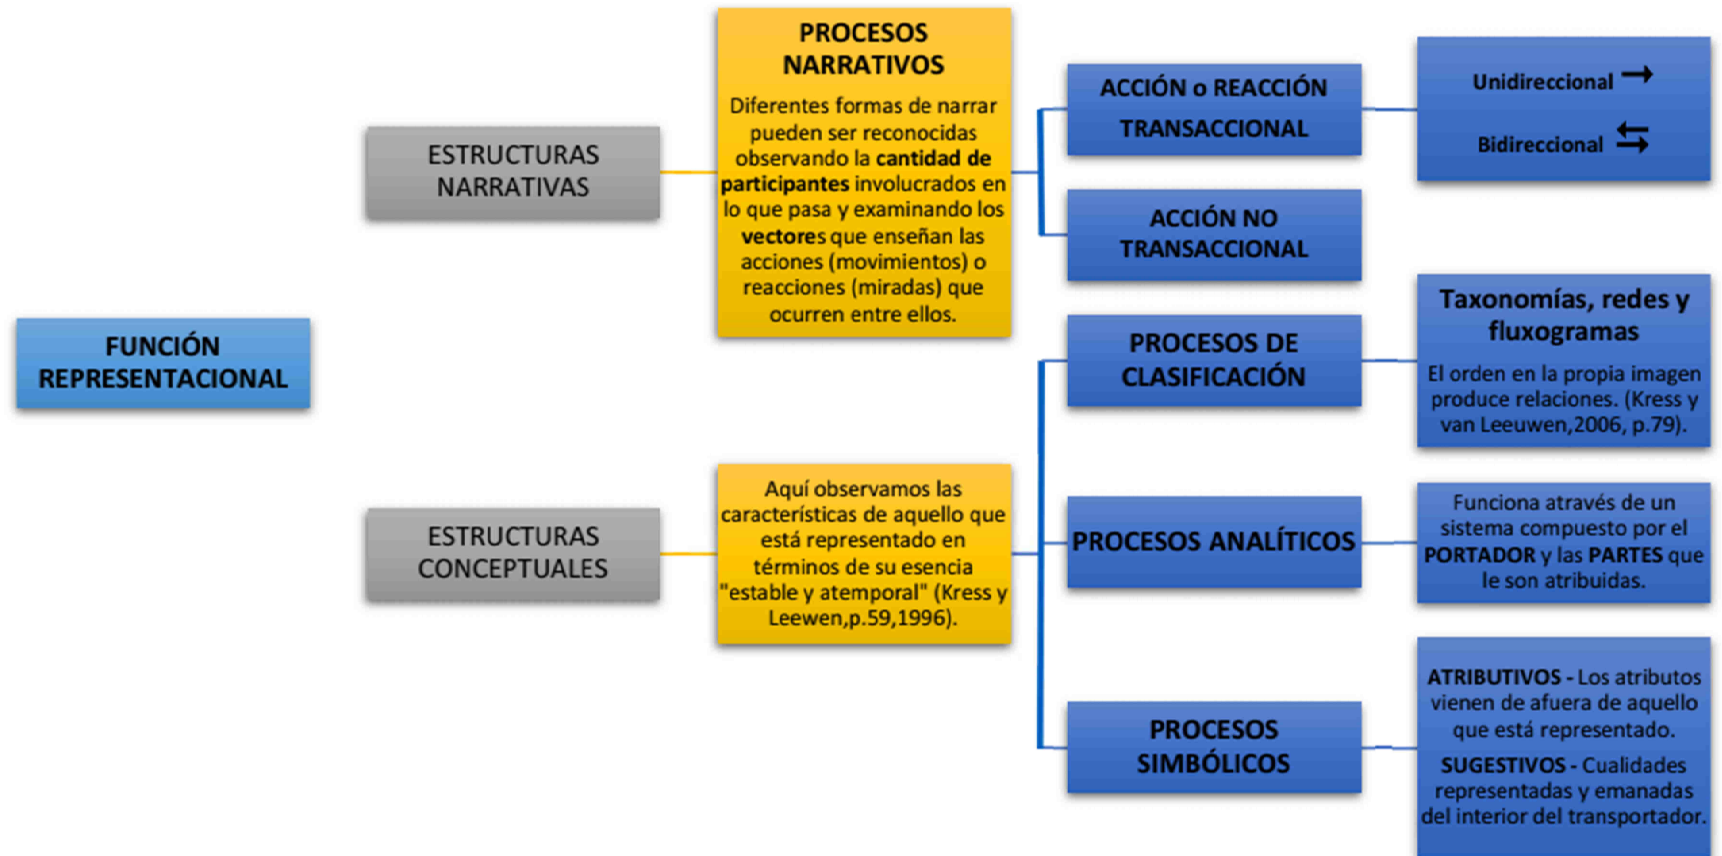 FUNCIÓN
REPRESENTACIONAL
ESTRUCTURAS
NARRATIVAS
PROCESOS
NARRATIVOS
Diferentes formas de narrar
pueden ser reconocidas
observando la cantidad de
participantes involucrados en
lo que pasa y examinando los
vectores que enseñan las
acciones (movimientos) o
reacciones (miradas) que
ocurren entre ellos.
ACCIÓN o REACCIÓN
TRANSACCIONAL
Unidireccional →
Bidireccional ⇆
ACCIÓN NO
TRANSACCIONAL
ESTRUCTURAS
CONCEPTUALES
Aquí observamos las
características de aquello que
está representado en
términos de su esencia
"estable y atemporal" (Kress y
Leewen,p.59,1996).
PROCESOS DE
CLASIFICACIÓN
Taxonomías, redes y
fluxogramas
El orden en la propia imagen
produce relaciones. (Kress y
van Leeuwen,2006, p.79).
PROCESOS ANALÍTICOS
Funciona através de un
sistema compuesto por el
PORTADOR y las PARTES que
le son atribuidas.
PROCESOS
SIMBÓLICOS
ATRIBUTIVOS - Los atributos
vienen de afuera de aquello
que está representado.
SUGESTIVOS - Cualidades
representadas y emanadas
del interior del transportador.